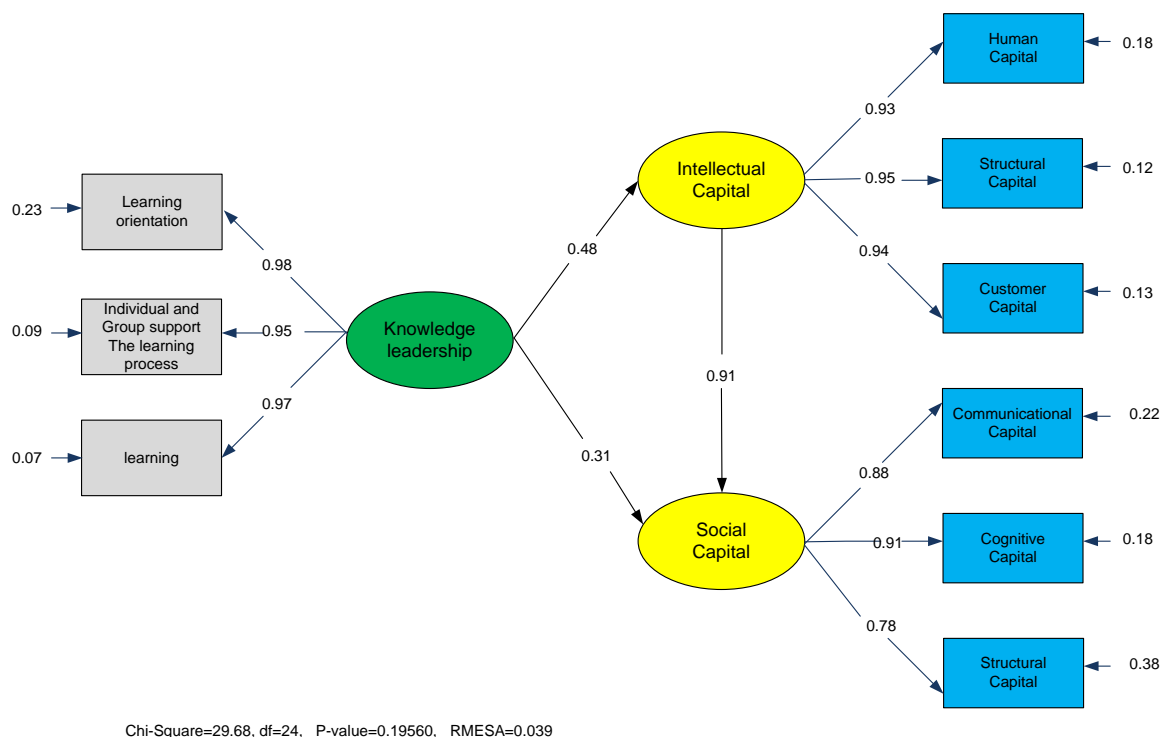 Human
Capital
0.18
0.93
Structural
Capital
0.12
Intellectual
Capital
0.95
Learning
orientation
0.23
0.94
0.48
0.98
Customer
Capital
0.13
Individual and
Group support
The learning
process
0.09
0.95
Knowledge
leadership
0.91
0.97
Communicational
Capital
0.22
learning
0.07
0.31
0.88
Social
Capital
0.91
Cognitive
Capital
0.18
0.78
Structural
Capital
0.38
Chi-Square=29.68, df=24, P-value=0.19560, RMESA=0.039